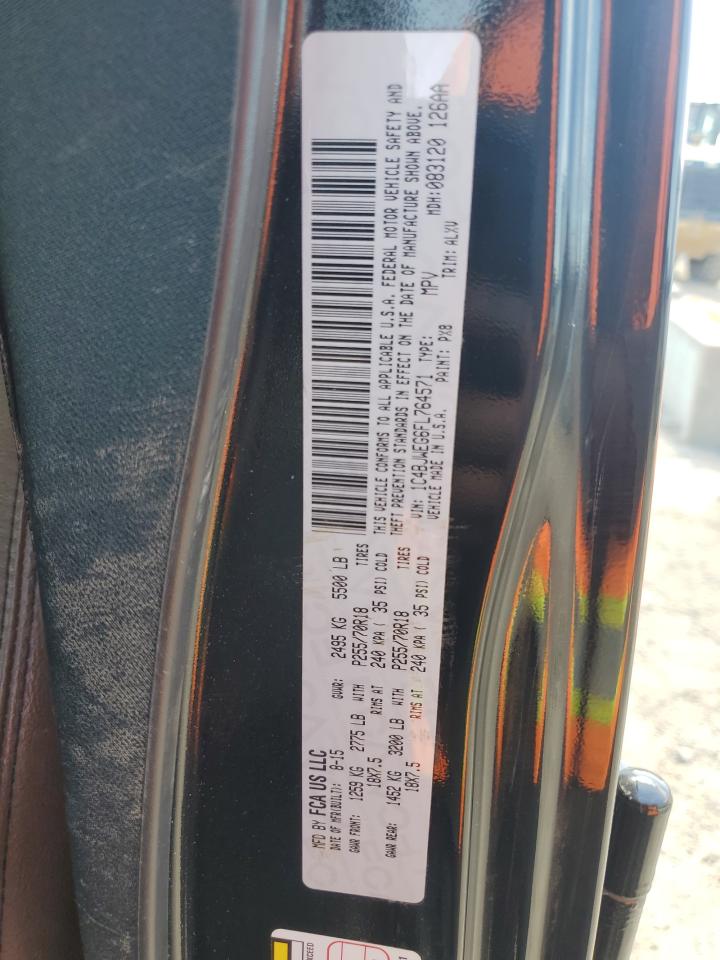 MFD BY FCA US LLC
DATE OF MFR(BUILT): 8-15 GVWR: 2495 KG 5500 LB
GAWR FRONT: 1259 KG 2775 LB WITH P255/70R18 TIRES
18X7.5 RIMS AT 240 KPA ( 35 PSI) COLD
GAWR REAR: 1452 KG 3200 LB WITH P255/70R18 TIRES
18X7.5 RIMS AT 240 KPA ( 35 PSI) COLD
THIS VEHICLE CONFORMS TO ALL APPLICABLE U.S.A. FEDERAL MOTOR VEHICLE SAFETY AND
THEFT PREVENTION STANDARDS IN EFFECT ON THE DATE OF MANUFACTURE SHOWN ABOVE.
VIN: 1C4BJWEG6FL764571 TYPE: MPV MDH:083120 126AA
VEHICLE MADE IN U.S.A. PAINT: PX8 TRIM: ALXV